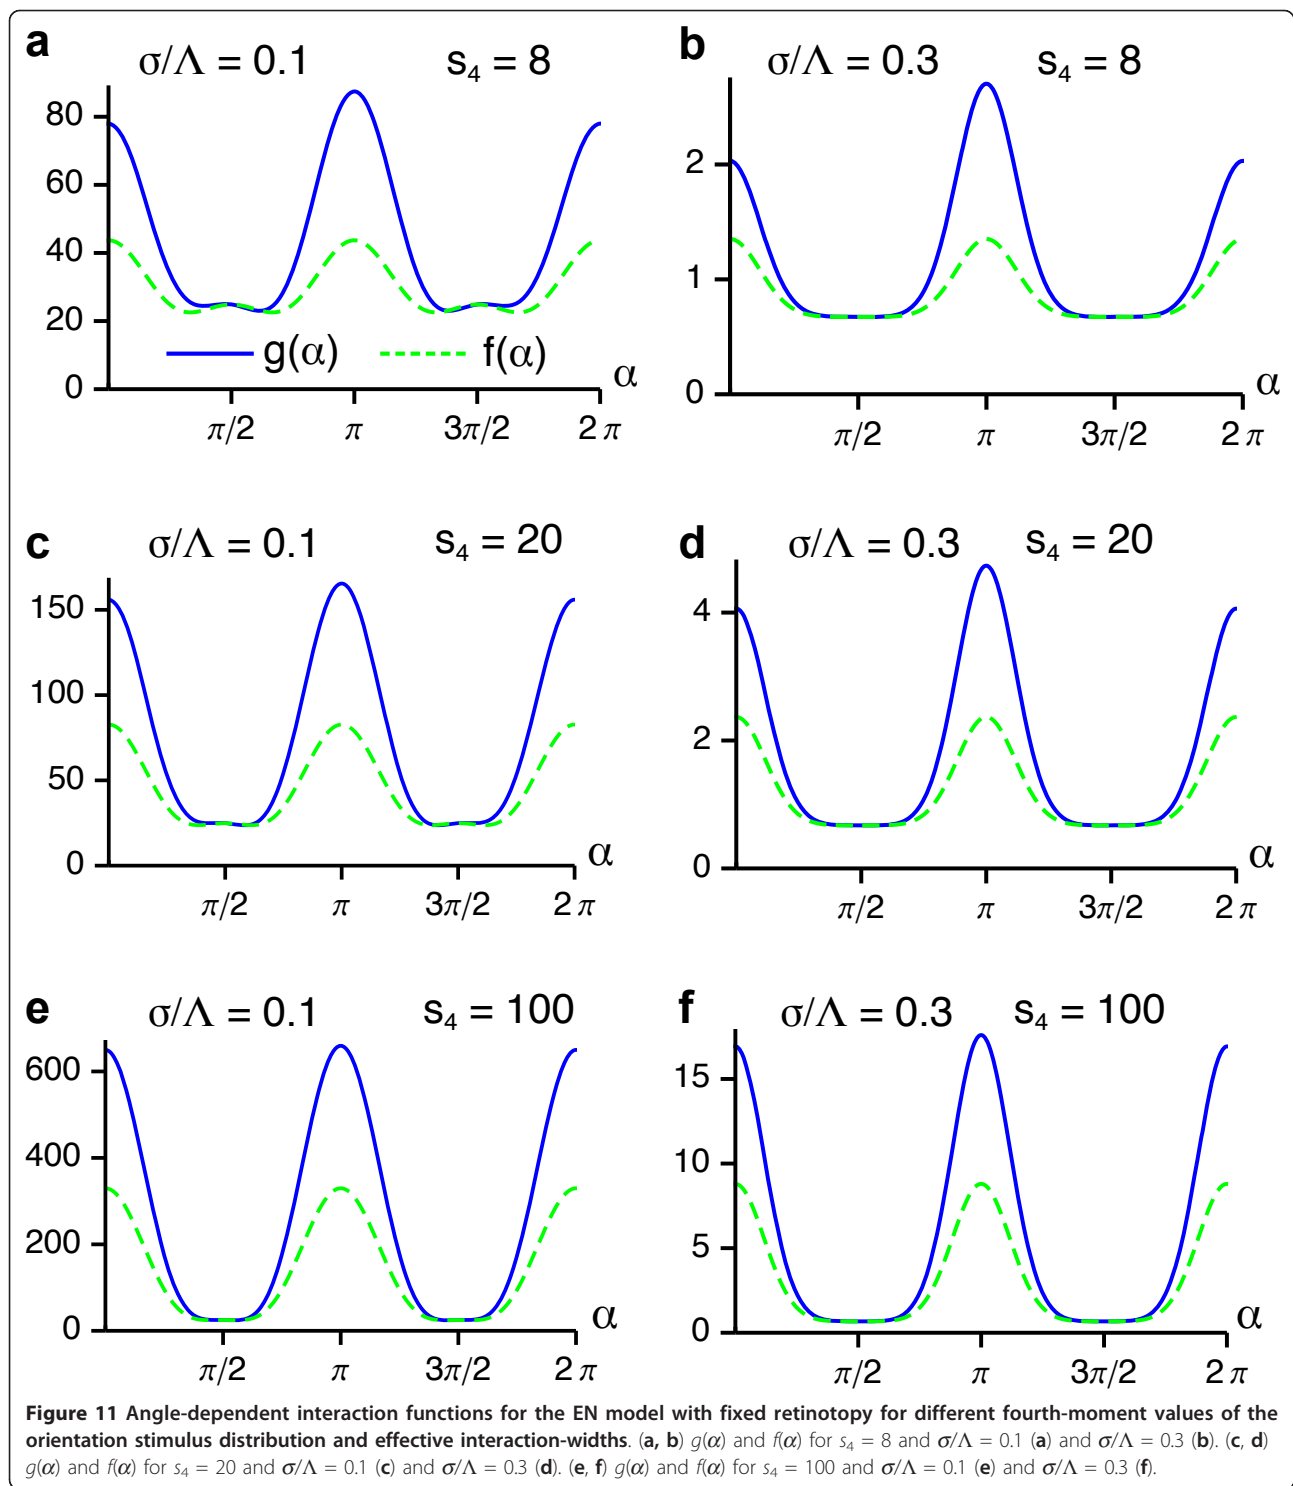 a
σ/Λ = 0.1 s₄ = 8
80
60
40
20
0
g(α) f(α)
α
π/2 π 3π/2 2π
b
σ/Λ = 0.3 s₄ = 8
2
1
0
α
π/2 π 3π/2 2π
c
σ/Λ = 0.1 s₄ = 20
150
100
50
0
α
π/2 π 3π/2 2π
d
σ/Λ = 0.3 s₄ = 20
4
2
0
α
π/2 π 3π/2 2π
e
σ/Λ = 0.1 s₄ = 100
600
400
200
0
α
π/2 π 3π/2 2π
f
σ/Λ = 0.3 s₄ = 100
15
10
5
0
α
π/2 π 3π/2 2π
Figure 11 Angle-dependent interaction functions for the EN model with fixed retinotopy for different fourth-moment values of the
orientation stimulus distribution and effective interaction-widths. (a, b) g(α) and f(α) for s₄ = 8 and σ/Λ = 0.1 (a) and σ/Λ = 0.3 (b). (c, d)
g(α) and f(α) for s₄ = 20 and σ/Λ = 0.1 (c) and σ/Λ = 0.3 (d). (e, f) g(α) and f(α) for s₄ = 100 and σ/Λ = 0.1 (e) and σ/Λ = 0.3 (f).